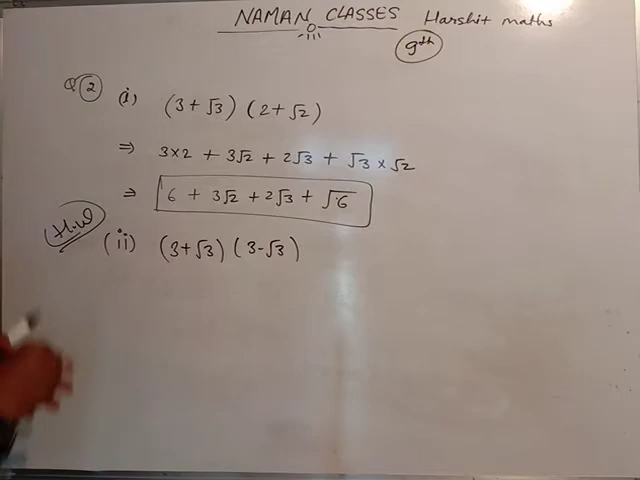 NAMAN CLASSES Harshit maths
9th
Q 2 (i) (3 + √3) (2 + √2)
⇒ 3×2 + 3√2 + 2√3 + √3 × √2
⇒ 6 + 3√2 + 2√3 + √6
H.W
(ii) (3+√3) (3-√3)